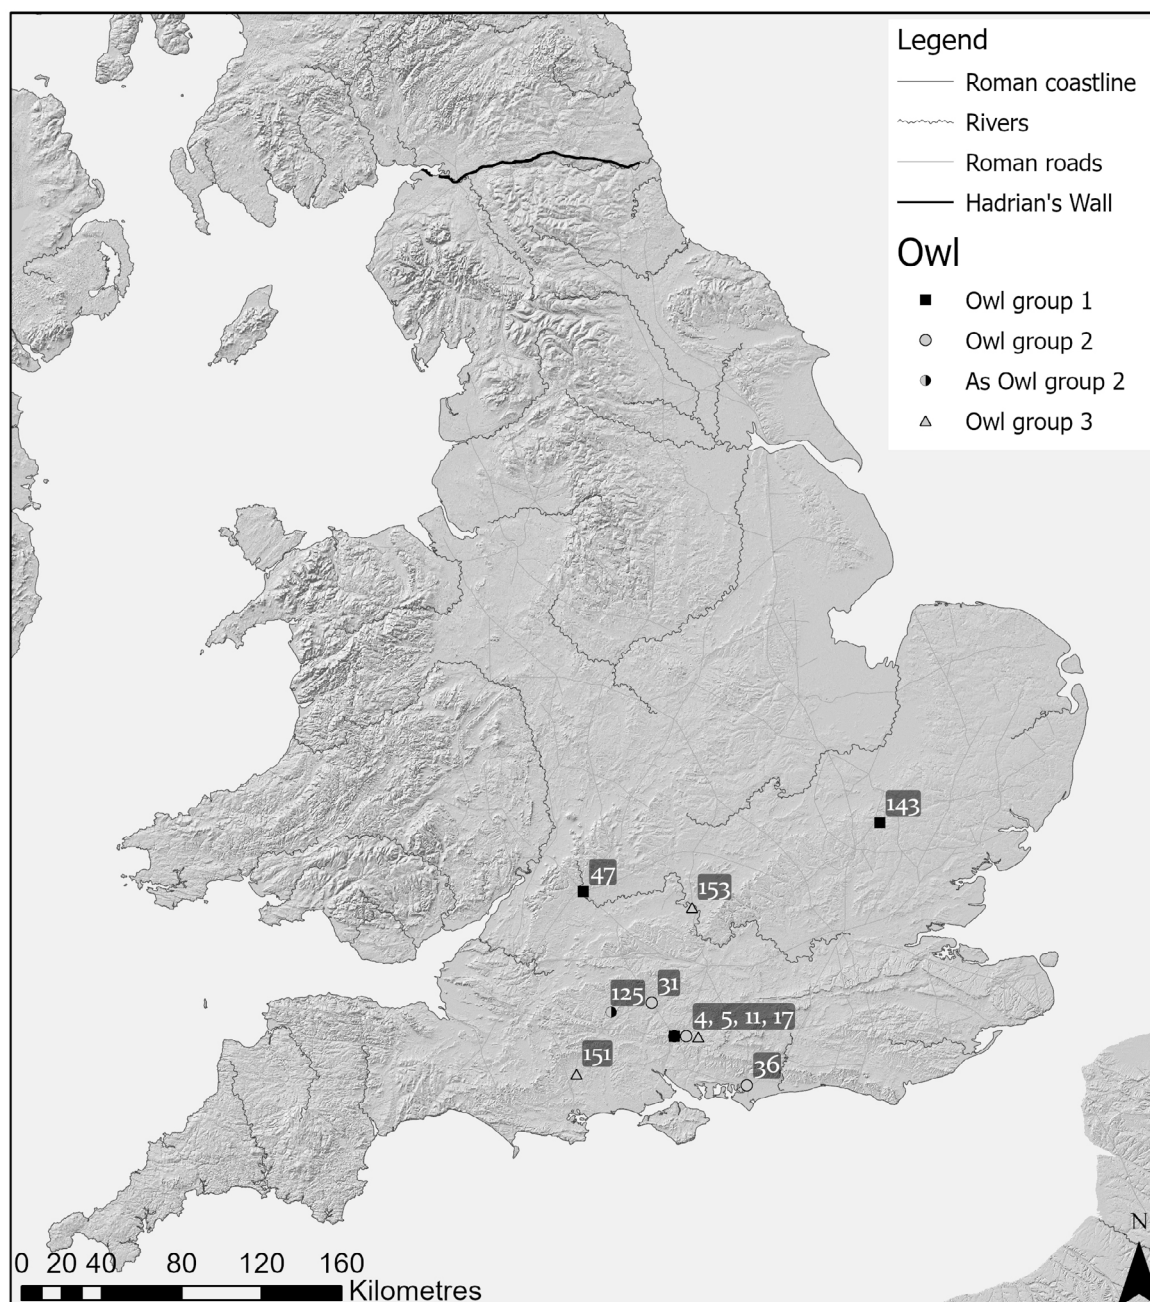 Legend
Roman coastline
Rivers
Roman roads
Hadrian's Wall
Owl
Owl group 1
Owl group 2
As Owl group 2
Owl group 3
143
47
153
31
125
4, 5, 11, 17
151
36
N
0 20 40 80 120 160
Kilometres